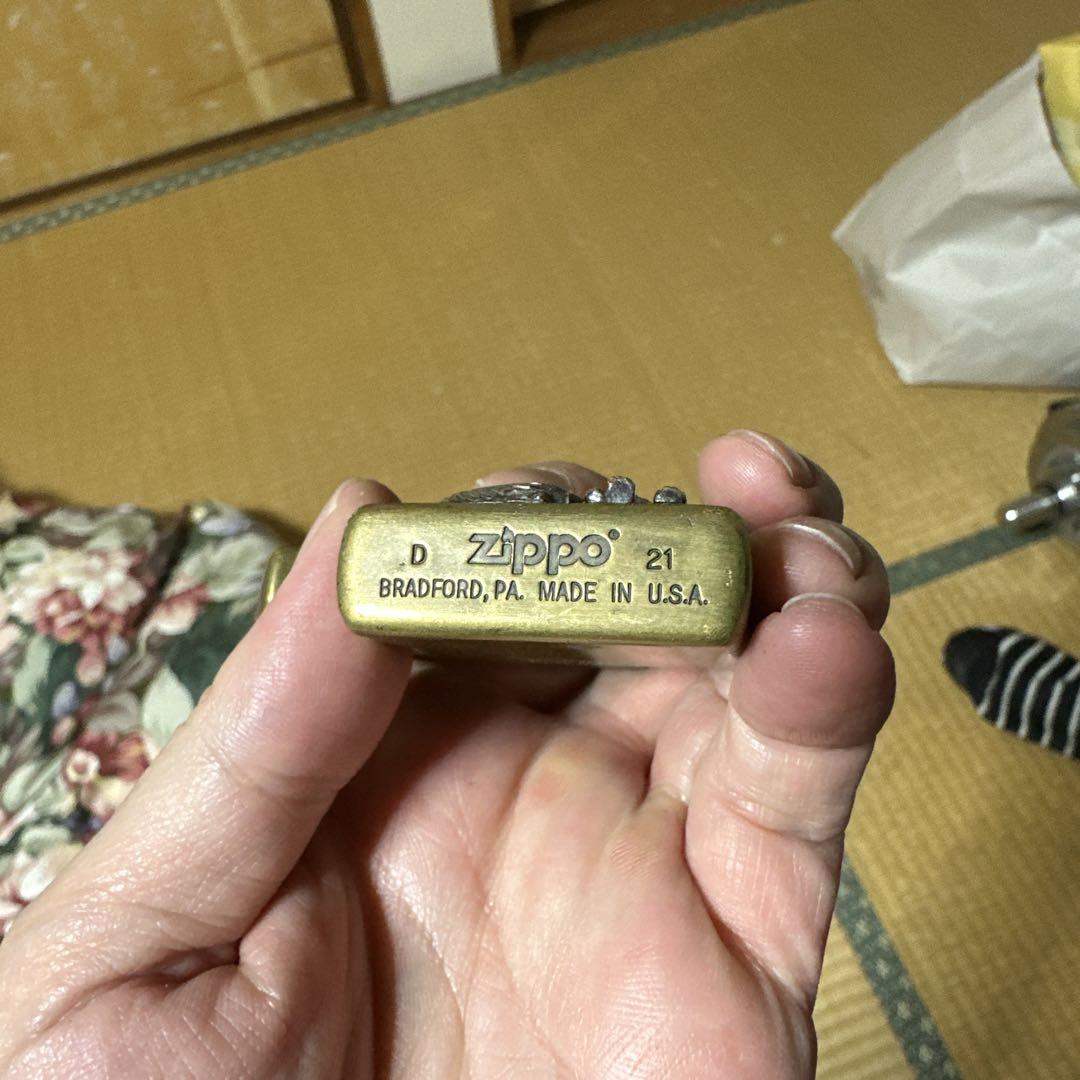 D zippo® 21
BRADFORD, PA. MADE IN U.S.A.